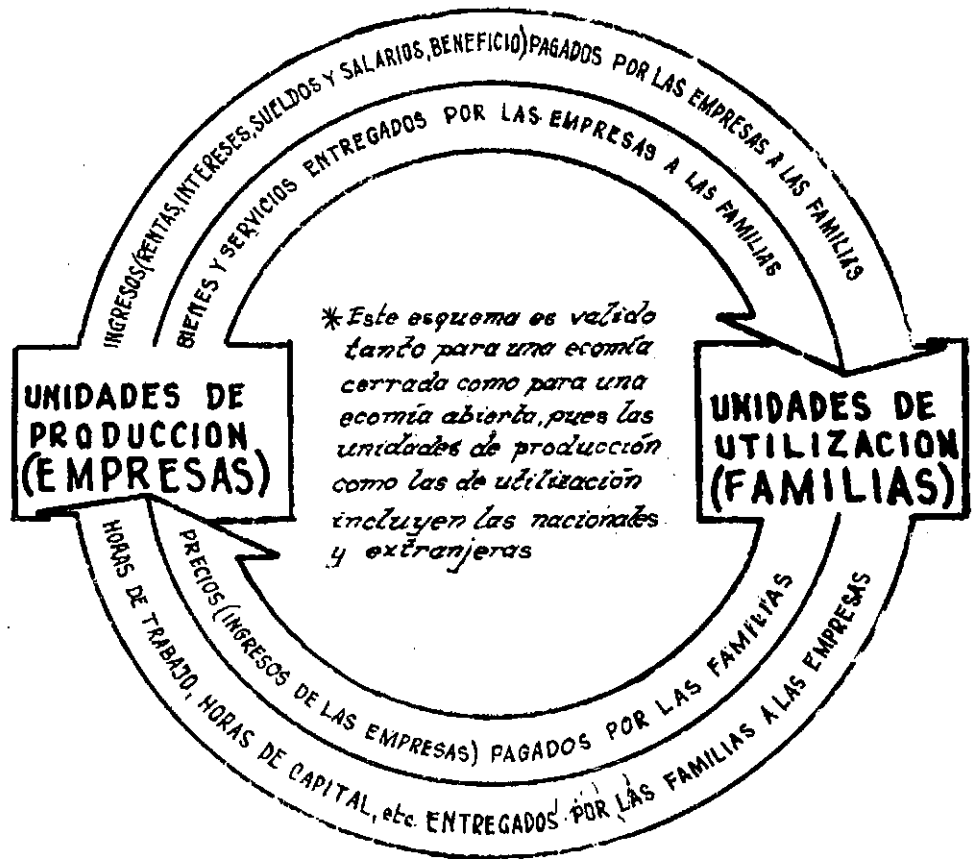 INGRESOS (RENTAS, INTERESES, SUELDOS Y SALARIOS, BENEFICIO) PAGADOS POR LAS EMPRESAS A LAS FAMILIAS
BIENES Y SERVICIOS ENTREGADOS POR LAS EMPRESAS A LAS FAMILIAS
UNIDADES DE
PRODUCCION
(EMPRESAS)
* Este esquema es valido
tanto para una ecomía
cerrada como para una
ecomía abierta, pues las
unidades de producción
como las de utilización
incluyen las nacionales
y extranjeras
UNIDADES DE
UTILIZACION
(FAMILIAS)
PRECIOS (INGRESOS DE LAS EMPRESAS) PAGADOS POR LAS FAMILIAS
HORAS DE TRABAJO, HORAS DE CAPITAL, etc. ENTREGADOS POR LAS FAMILIAS A LAS EMPRESAS